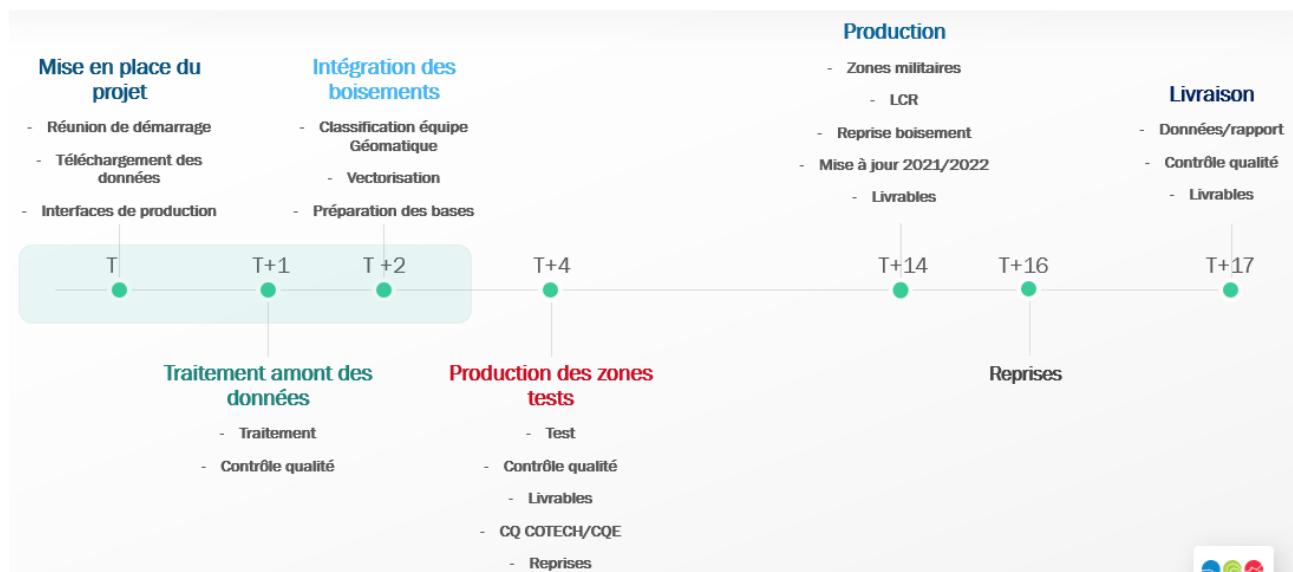 Mise en place du
projet
- Réunion de démarrage
- Téléchargement des
données
- Interfaces de production
Intégration des
boisements
- Classification équipe
Géomatique
- Vectorisation
- Préparation des bases
Production
- Zones militaires
- LCR
- Reprise boisement
- Mise à jour 2021/2022
- Livrables
Livraison
- Données/rapport
- Contrôle qualité
- Livrables
T
T+1
T +2
T+4
T+14
T+16
T+17
Traitement amont des
données
- Traitement
- Contrôle qualité
Production des zones
tests
- Test
- Contrôle qualité
- Livrables
- CQ COTECH/CQE
- Reprises
Reprises